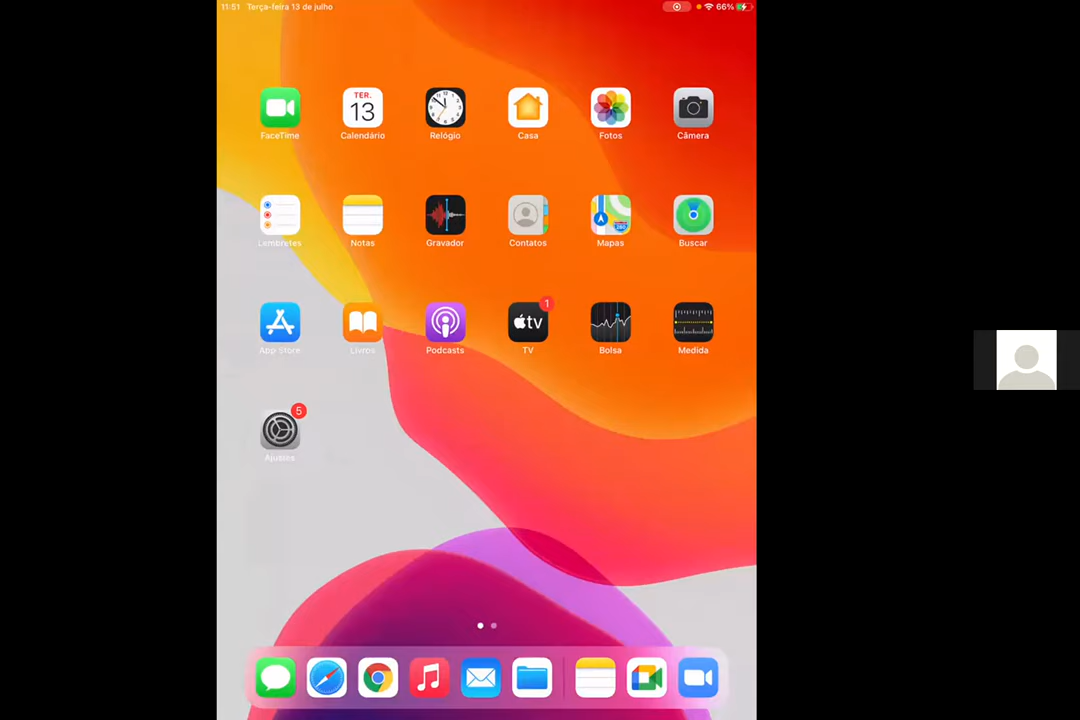 11:51 Terça-feira 13 de julho 66%
TER.
13
FaceTime Calendário Relógio Casa Fotos Câmera
Lembretes Notas Gravador Contatos Mapas Buscar
1
tv
App Store Livros Podcasts TV Bolsa Medida
5
Ajustes